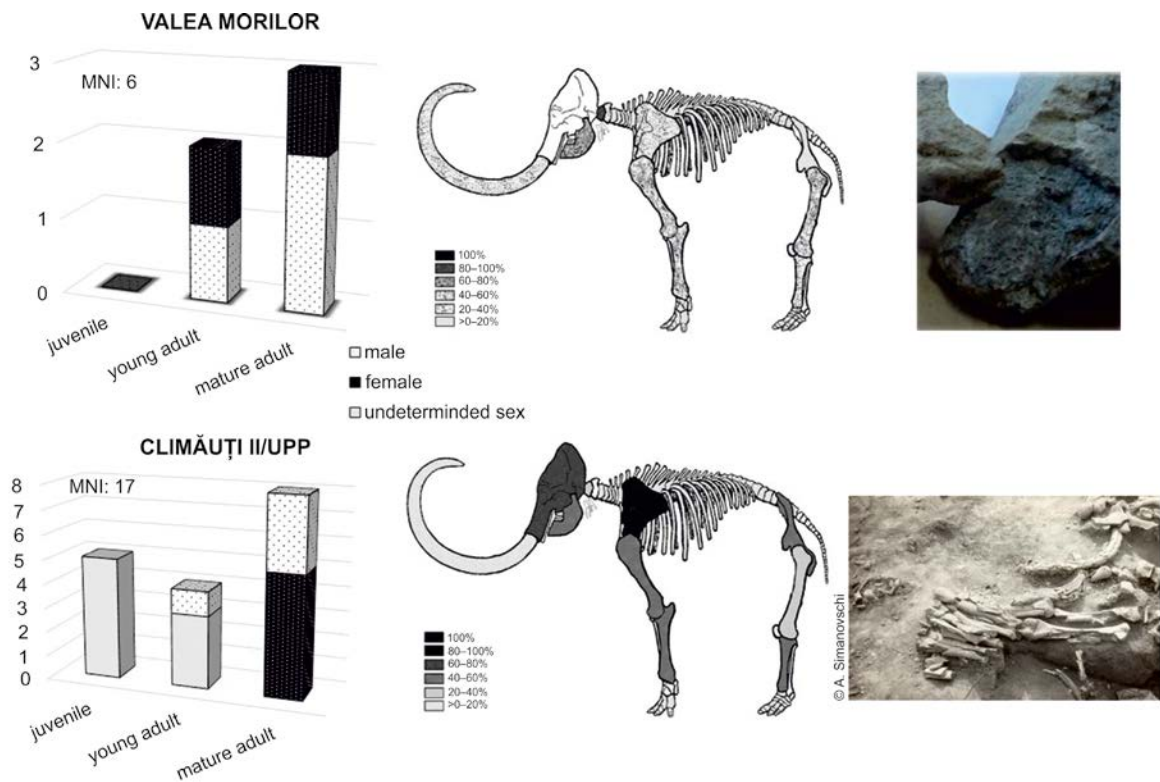 VALEA MORILOR
3
MNI: 6
2
1
0
juvenile
young adult
mature adult
100%
80–100%
60–80%
40–60%
20–40%
>0–20%
male
female
undeterminded sex
CLIMĂUȚI II/UPP
8
MNI: 17
7
6
5
4
3
2
1
0
juvenile
young adult
mature adult
100%
80–100%
60–80%
40–60%
20–40%
>0–20%
© A. Simanovschi